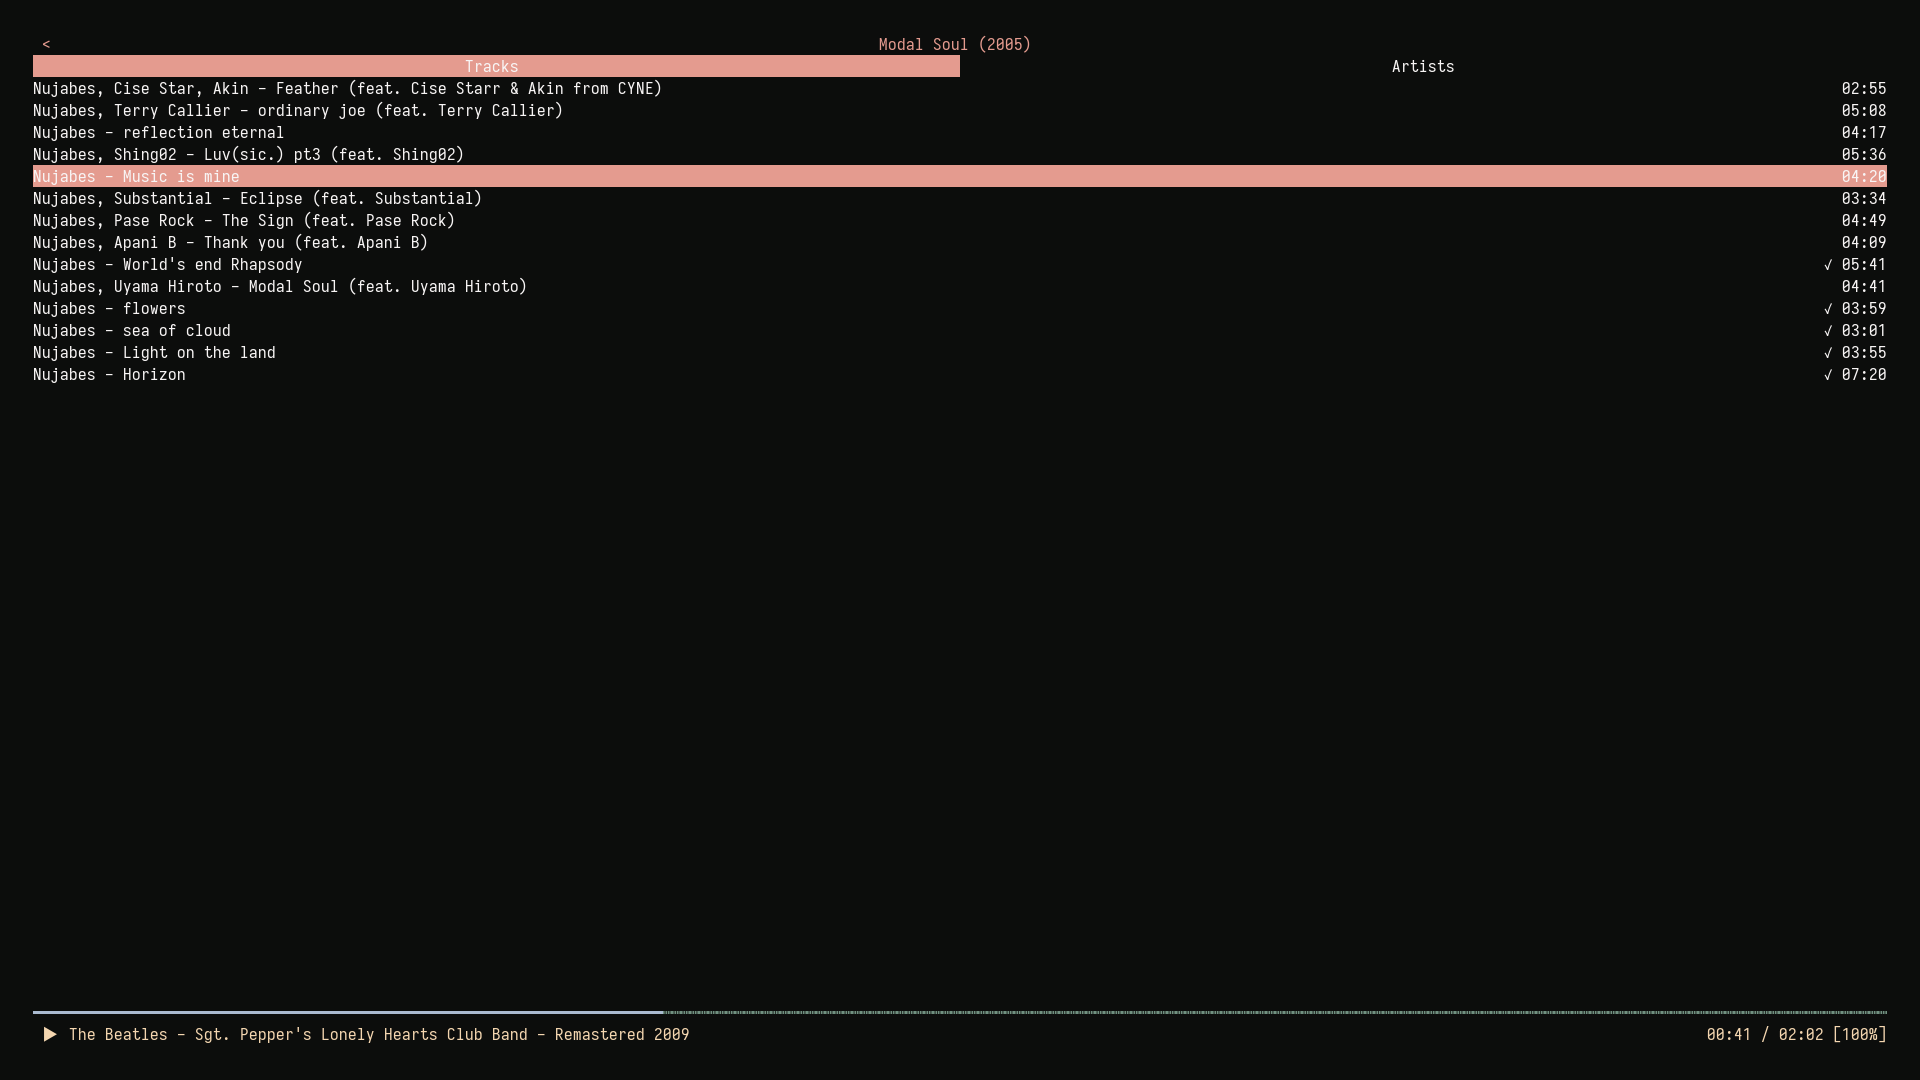 < Modal Soul (2005)
Tracks Artists
Nujabes, Cise Star, Akin - Feather (feat. Cise Starr & Akin from CYNE) 02:55
Nujabes, Terry Callier - ordinary joe (feat. Terry Callier) 05:08
Nujabes - reflection eternal 04:17
Nujabes, Shing02 - Luv(sic.) pt3 (feat. Shing02) 05:36
Nujabes - Music is mine 04:20
Nujabes, Substantial - Eclipse (feat. Substantial) 03:34
Nujabes, Pase Rock - The Sign (feat. Pase Rock) 04:49
Nujabes, Apani B - Thank you (feat. Apani B) 04:09
Nujabes - World's end Rhapsody ✓ 05:41
Nujabes, Uyama Hiroto - Modal Soul (feat. Uyama Hiroto) 04:41
Nujabes - flowers ✓ 03:59
Nujabes - sea of cloud ✓ 03:01
Nujabes - Light on the land ✓ 03:55
Nujabes - Horizon ✓ 07:20
▶ The Beatles - Sgt. Pepper's Lonely Hearts Club Band - Remastered 2009 00:41 / 02:02 [100%]